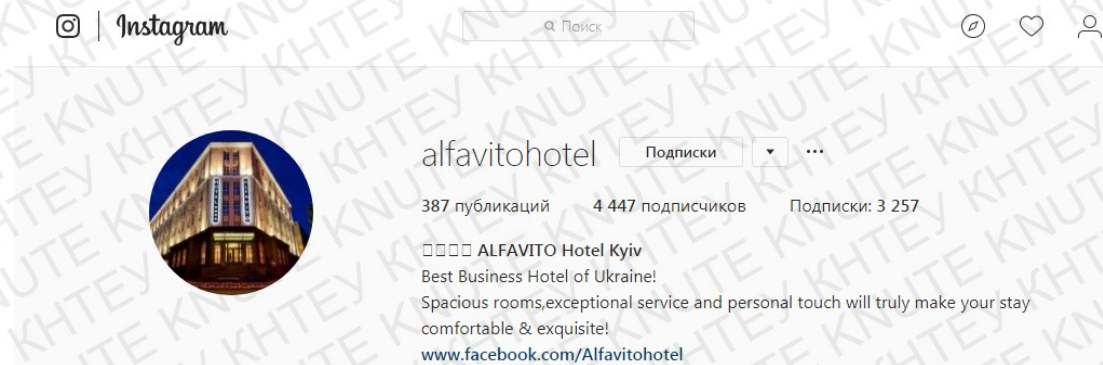 Instagram
Поиск
alfavitohotel Подписки
387 публикаций 4 447 подписчиков Подписки: 3 257
ALFAVITO Hotel Kyiv
Best Business Hotel of Ukraine!
Spacious rooms,exceptional service and personal touch will truly make your stay
comfortable & exquisite!
www.facebook.com/Alfavitohotel
KNUTE KHTEY